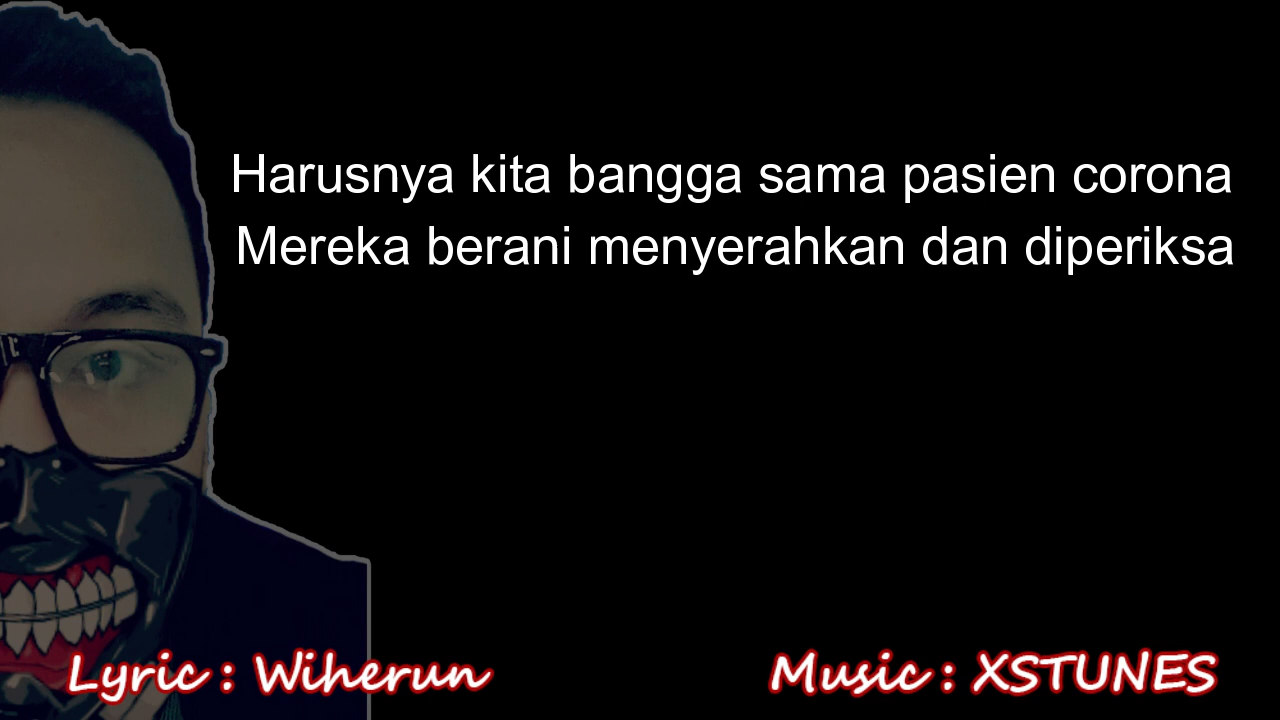 Harusnya kita bangga sama pasien corona
Mereka berani menyerahkan dan diperiksa
Lyric : Wiherun
Music : XSTUNES